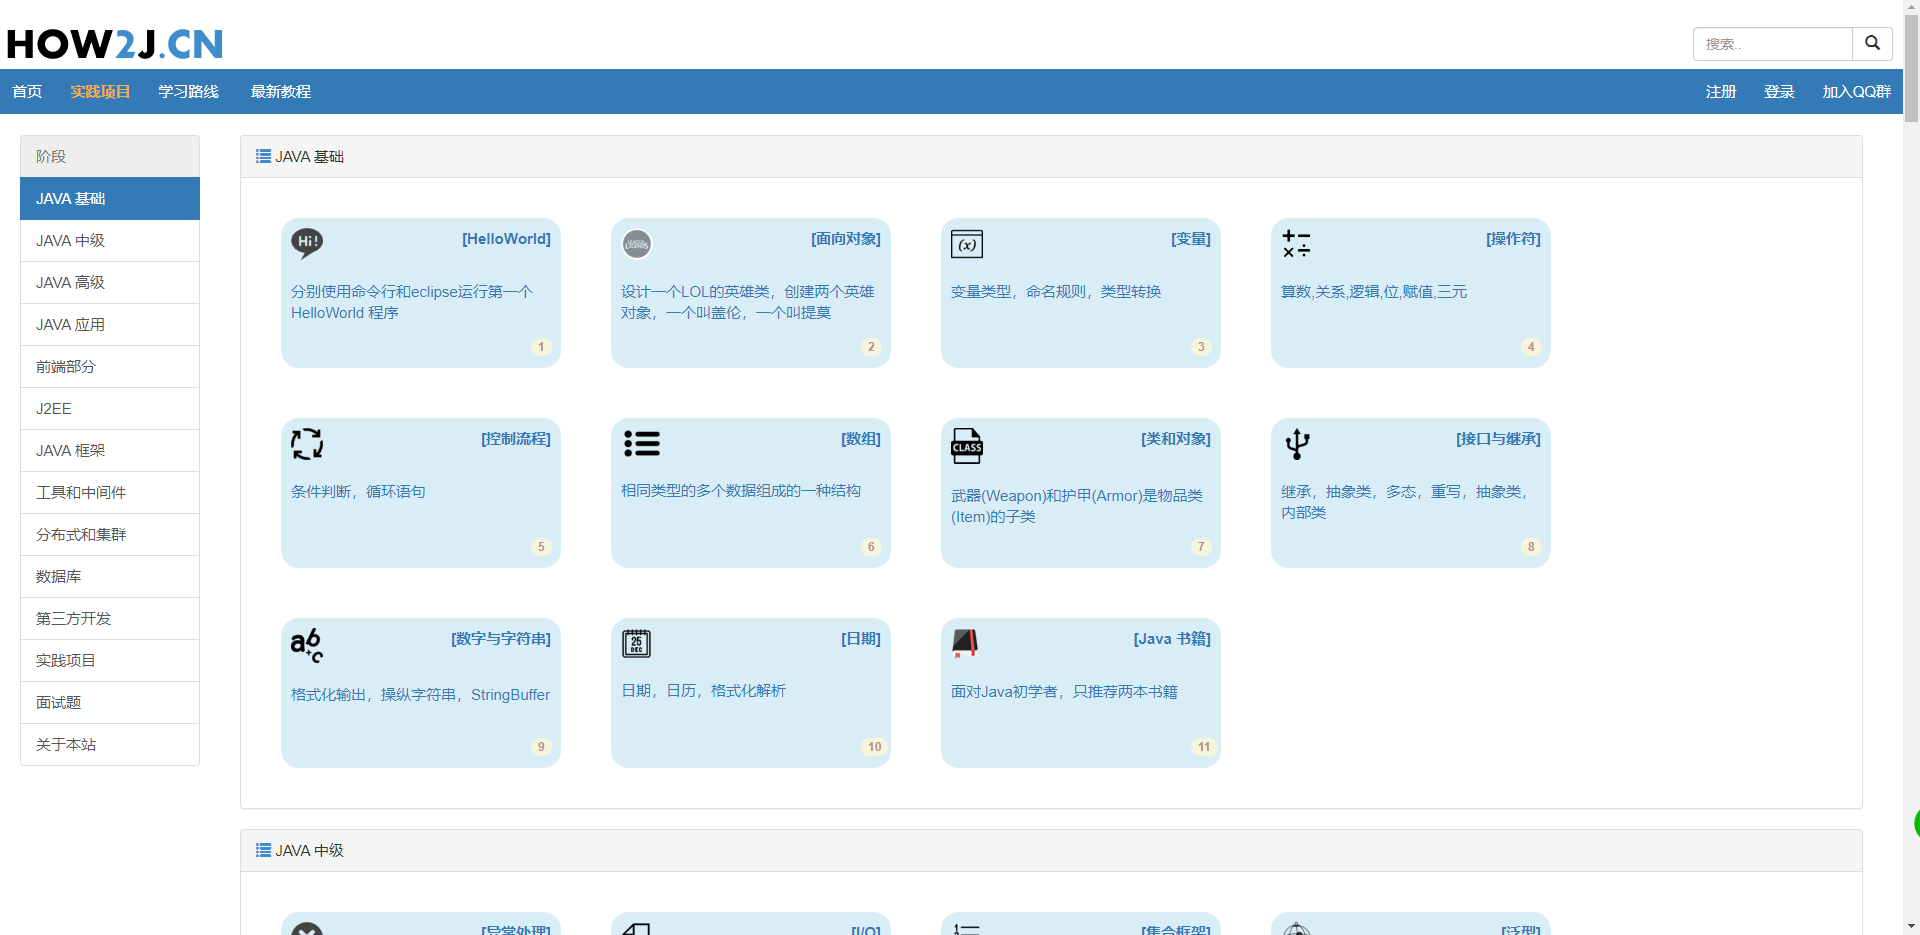 HOW2J.CN
搜索..
首页 实践项目 学习路线 最新教程 注册 登录 加入QQ群
阶段
JAVA 基础
JAVA 中级
JAVA 高级
JAVA 应用
前端部分
J2EE
JAVA 框架
工具和中间件
分布式和集群
数据库
第三方开发
实践项目
面试题
关于本站
JAVA 基础
Hi!
[HelloWorld]
分别使用命令行和eclipse运行第一个
HelloWorld 程序
1
[面向对象]
设计一个LOL的英雄类，创建两个英雄
对象，一个叫盖伦，一个叫提莫
2
(x)
[变量]
变量类型，命名规则，类型转换
3
[操作符]
算数,关系,逻辑,位,赋值,三元
4
[控制流程]
条件判断，循环语句
5
[数组]
相同类型的多个数据组成的一种结构
6
CLASS
[类和对象]
武器(Weapon)和护甲(Armor)是物品类
(Item)的子类
7
[接口与继承]
继承，抽象类，多态，重写，抽象类，
内部类
8
ab+c
[数字与字符串]
格式化输出，操纵字符串，StringBuffer
9
25
DEC
[日期]
日期，日历，格式化解析
10
[Java 书籍]
面对Java初学者，只推荐两本书籍
11
JAVA 中级
[异常处理]
[I/O]
[集合框架]
[泛型]